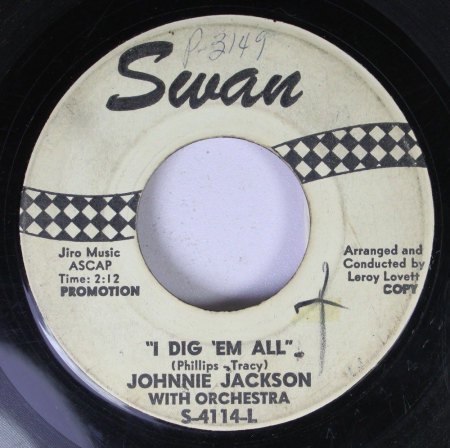 P-3149
Swan
Jiro Music
ASCAP
Time: 2:12
PROMOTION
Arranged and
Conducted by
Leroy Lovett
COPY
"I DIG 'EM ALL"
(Phillips - Tracy)
JOHNNIE JACKSON
WITH ORCHESTRA
S-4114-L